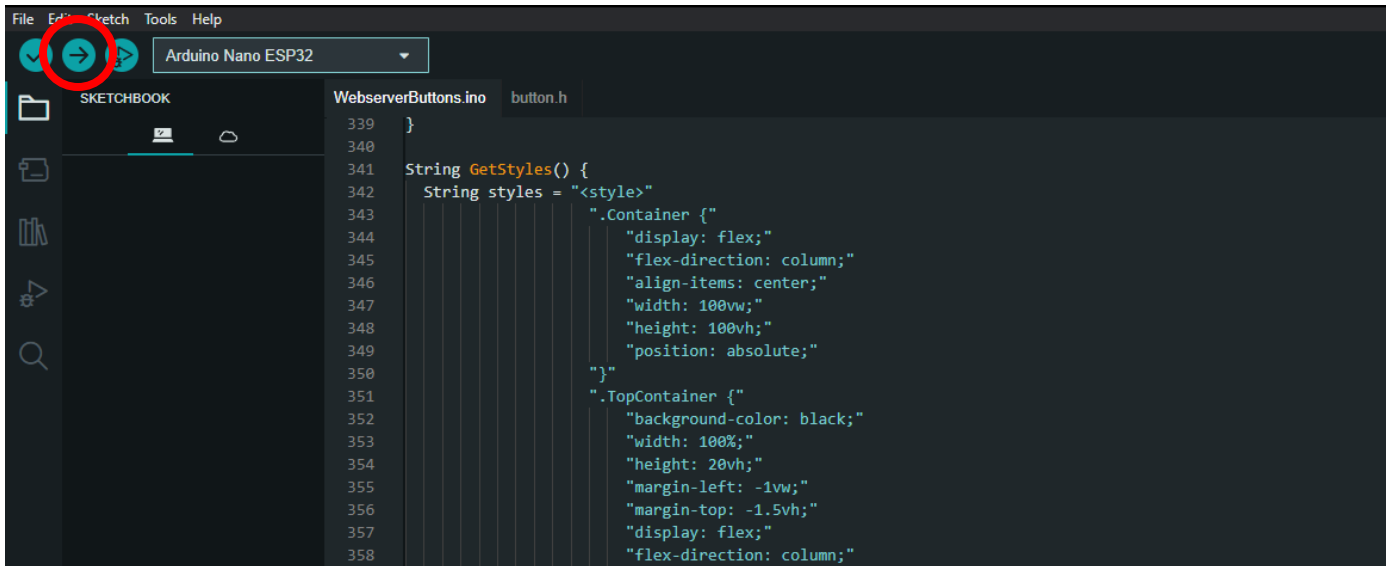 File Edit Sketch Tools Help
Arduino Nano ESP32
SKETCHBOOK
WebserverButtons.ino button.h
339 }
340
341 String GetStyles() {
342 String styles = "<style>"
343 ".Container {"
344 "display: flex;"
345 "flex-direction: column;"
346 "align-items: center;"
347 "width: 100vw;"
348 "height: 100vh;"
349 "position: absolute;"
350 "}"
351 ".TopContainer {"
352 "background-color: black;"
353 "width: 100%;"
354 "height: 20vh;"
355 "margin-left: -1vw;"
356 "margin-top: -1.5vh;"
357 "display: flex;"
358 "flex-direction: column;"